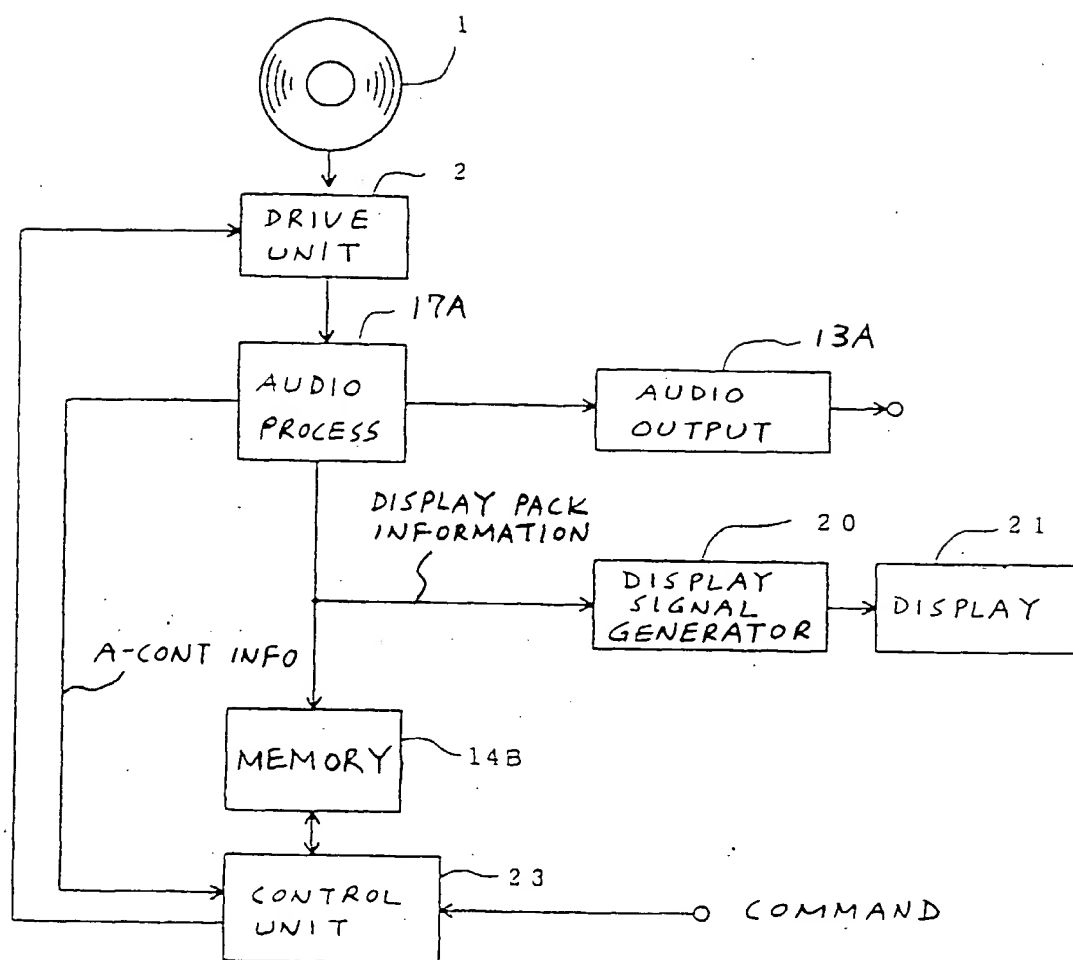 1
2
DRIVE
UNIT
17A
13A
AUDIO
PROCESS
AUDIO
OUTPUT
DISPLAY PACK
INFORMATION
20
21
DISPLAY
SIGNAL
GENERATOR
DISPLAY
A-CONT INFO
MEMORY
14B
23
CONTROL
UNIT
COMMAND